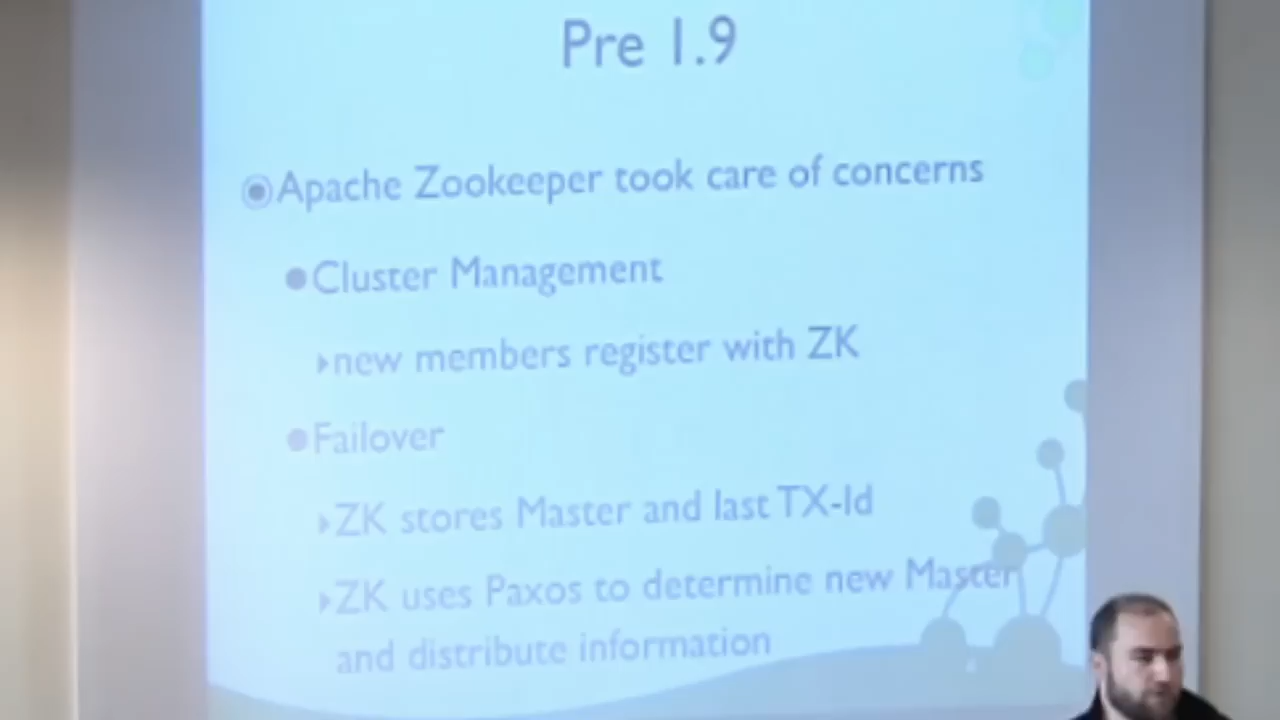 Pre 1.9
Apache Zookeeper took care of concerns
Cluster Management
new members register with ZK
Failover
ZK stores Master and last TX-Id
ZK uses Paxos to determine new Master
and distribute information